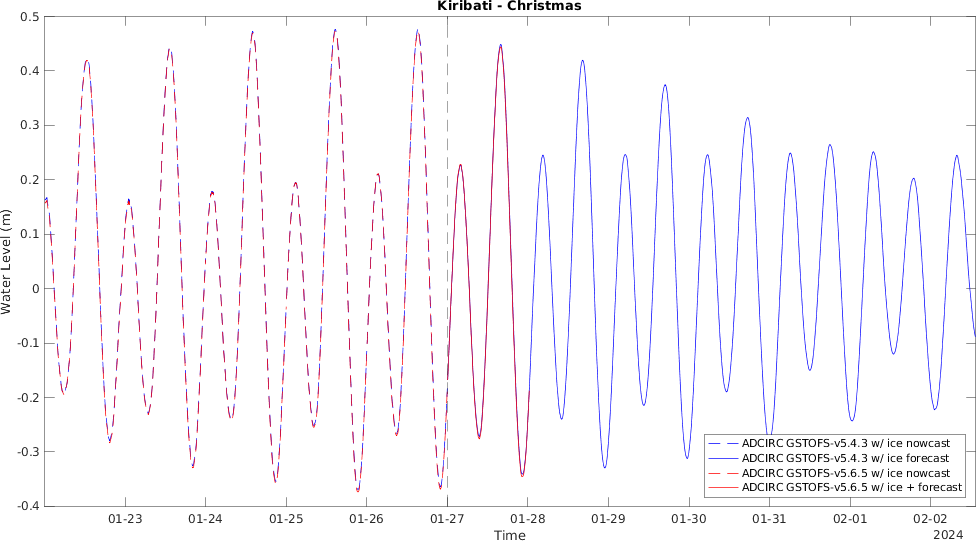 Kiribati - Christmas
0.5
0.4
0.3
0.2
0.1
0
-0.1
-0.2
-0.3
-0.4
Water Level (m)
01-23 01-24 01-25 01-26 01-27 01-28 01-29 01-30 01-31 02-01 02-02
Time
2024
ADCIRC GSTOFS-v5.4.3 w/ ice nowcast
ADCIRC GSTOFS-v5.4.3 w/ ice forecast
ADCIRC GSTOFS-v5.6.5 w/ ice nowcast
ADCIRC GSTOFS-v5.6.5 w/ ice + forecast